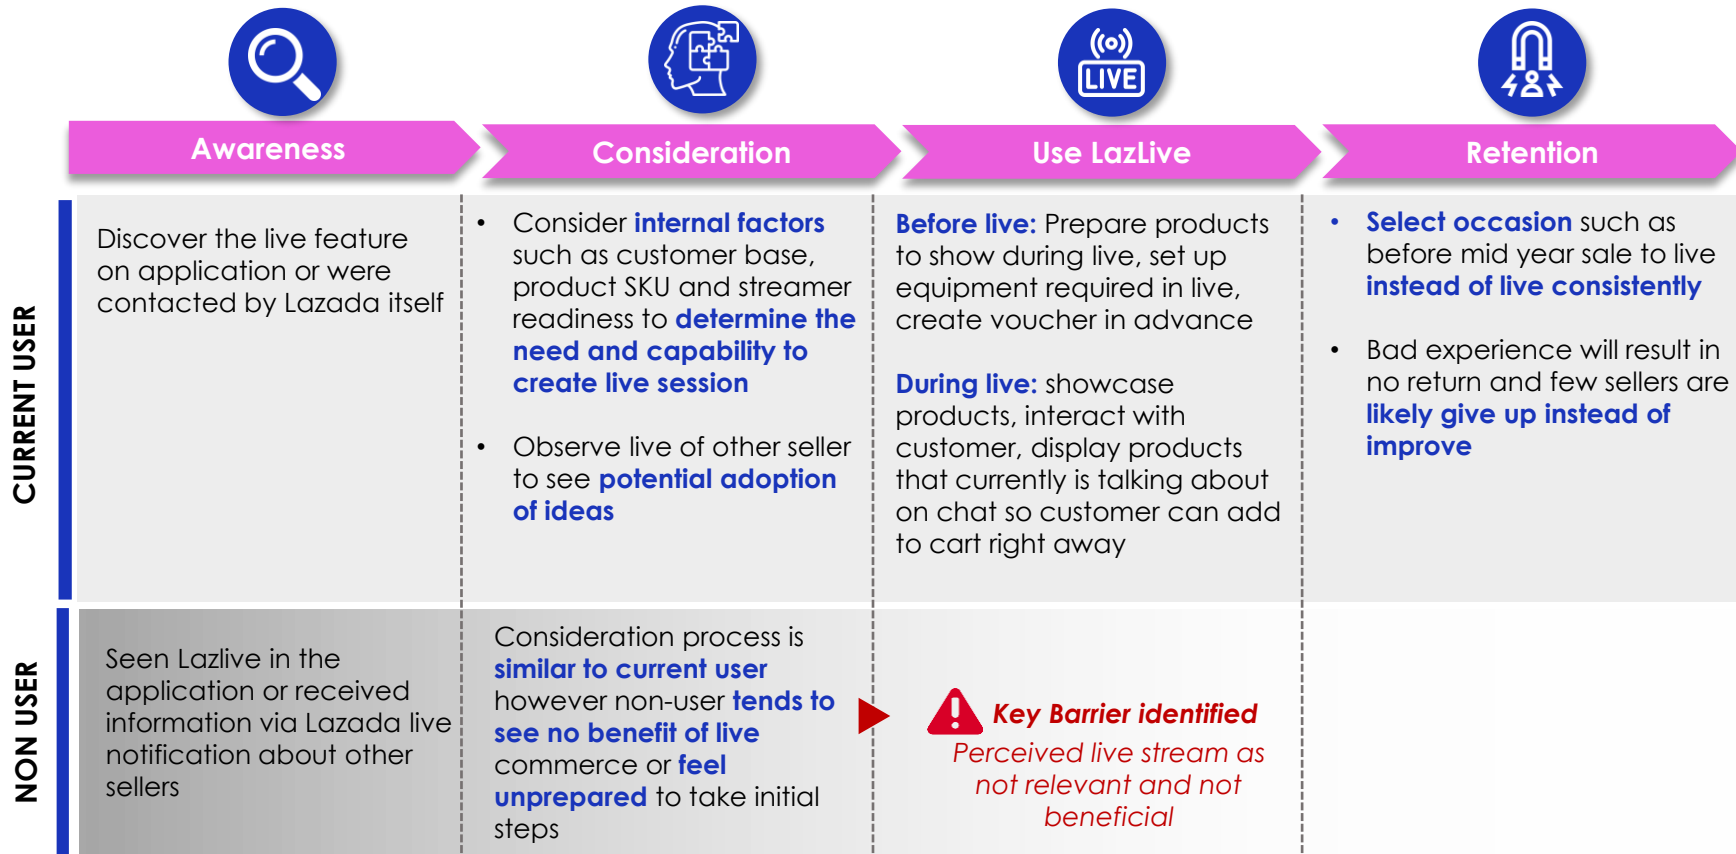 LIVE
Awareness
Consideration
Use LazLive
Retention
CURRENT USER
Discover the live feature
on application or were
contacted by Lazada itself
• Consider internal factors
such as customer base,
product SKU and streamer
readiness to determine the
need and capability to
create live session
• Observe live of other seller
to see potential adoption
of ideas
Before live: Prepare products
to show during live, set up
equipment required in live,
create voucher in advance
During live: showcase
products, interact with
customer, display products
that currently is talking about
on chat so customer can add
to cart right away
• Select occasion such as
before mid year sale to live
instead of live consistently
• Bad experience will result in
no return and few sellers are
likely give up instead of
improve
NON USER
Seen Lazlive in the
application or received
information via Lazada live
notification about other
sellers
Consideration process is
similar to current user
however non-user tends to
see no benefit of live
commerce or feel
unprepared to take initial
steps
Key Barrier identified
Perceived live stream as
not relevant and not
beneficial